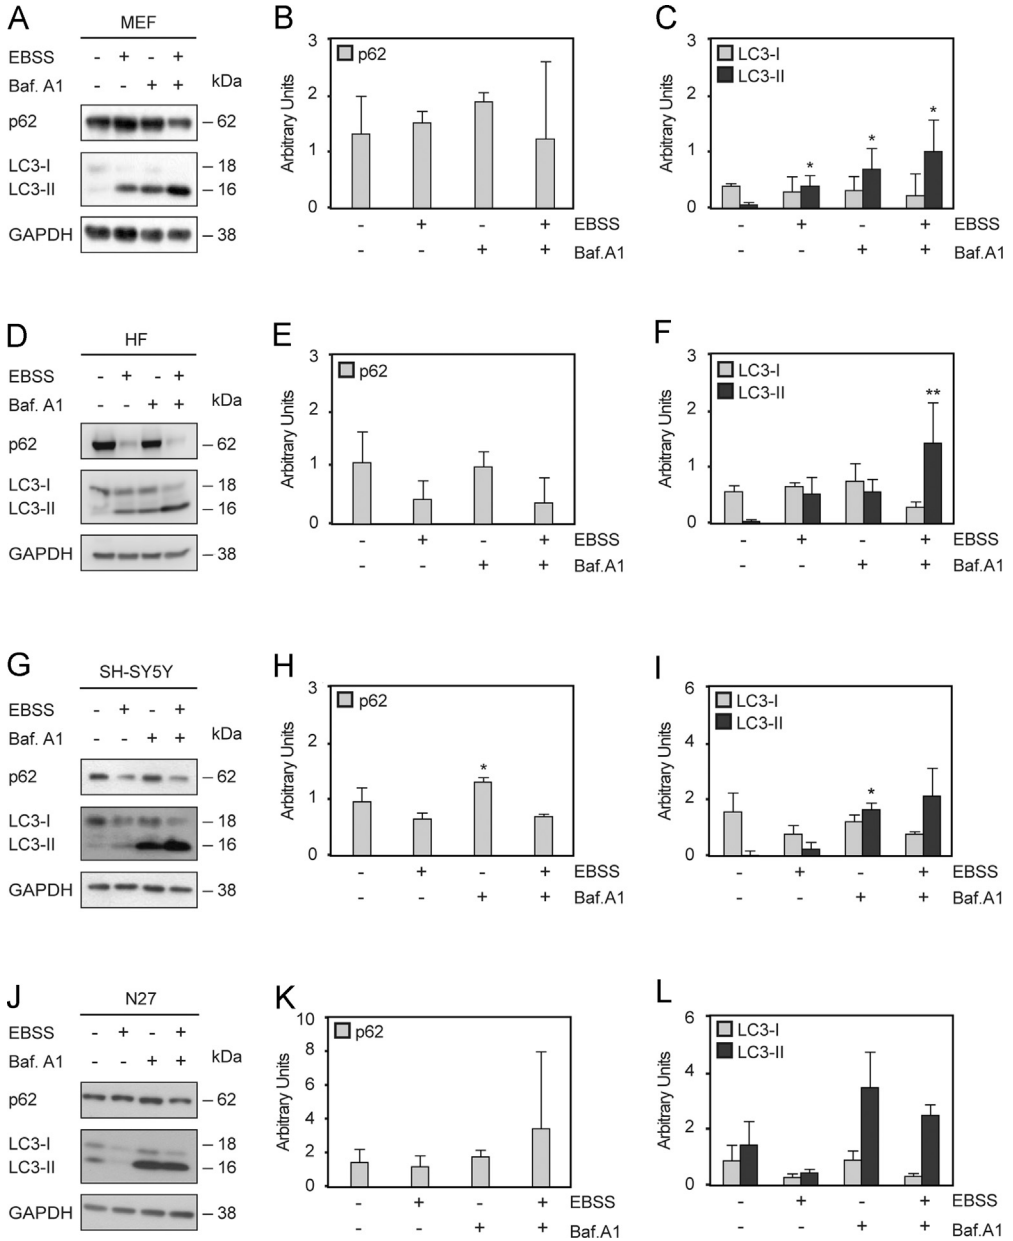 A
MEF
EBSS - + - +
Baf. A1 - - + + kDa
p62 – 62
LC3-I – 18
LC3-II – 16
GAPDH – 38
B
3
2
1
0
Arbitrary Units
p62
- + - + EBSS
- - + + Baf.A1
C
3
2
1
0
Arbitrary Units
LC3-I
LC3-II
* * *
- + - + EBSS
- - + + Baf.A1
D
HF
EBSS - + - +
Baf. A1 - - + + kDa
p62 – 62
LC3-I – 18
LC3-II – 16
GAPDH – 38
E
3
2
1
0
Arbitrary Units
p62
- + - + EBSS
- - + + Baf.A1
F
3
2
1
0
Arbitrary Units
LC3-I
LC3-II
**
- + - + EBSS
- - + + Baf.A1
G
SH-SY5Y
EBSS - + - +
Baf. A1 - - + + kDa
p62 – 62
LC3-I – 18
LC3-II – 16
GAPDH – 38
H
3
2
1
0
Arbitrary Units
p62
*
- + - + EBSS
- - + + Baf.A1
I
6
4
2
0
Arbitrary Units
LC3-I
LC3-II
*
- + - + EBSS
- - + + Baf.A1
J
N27
EBSS - + - +
Baf. A1 - - + + kDa
p62 – 62
LC3-I – 18
LC3-II – 16
GAPDH – 38
K
10
8
6
4
2
0
Arbitrary Units
p62
- + - + EBSS
- - + + Baf.A1
L
6
4
2
0
Arbitrary Units
LC3-I
LC3-II
- + - + EBSS
- - + + Baf.A1